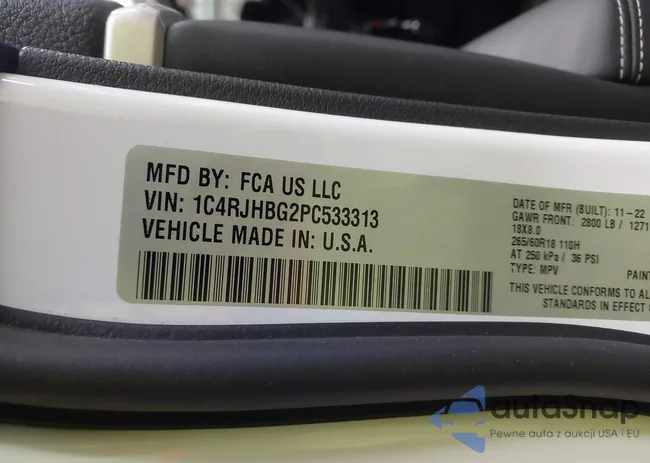 MFD BY: FCA US LLC
VIN: 1C4RJHBG2PC533313
VEHICLE MADE IN: U.S.A.
DATE OF MFR (BUILT): 11-22
GAWR FRONT: 2800 LB / 1271
18X8.0
265/60R18 110H
AT 250 kPa / 36 PSI
TYPE: MPV
PAINT
THIS VEHICLE CONFORMS TO AL
STANDARDS IN EFFECT O
autoSnap
Pewne auta z aukcji USA i EU